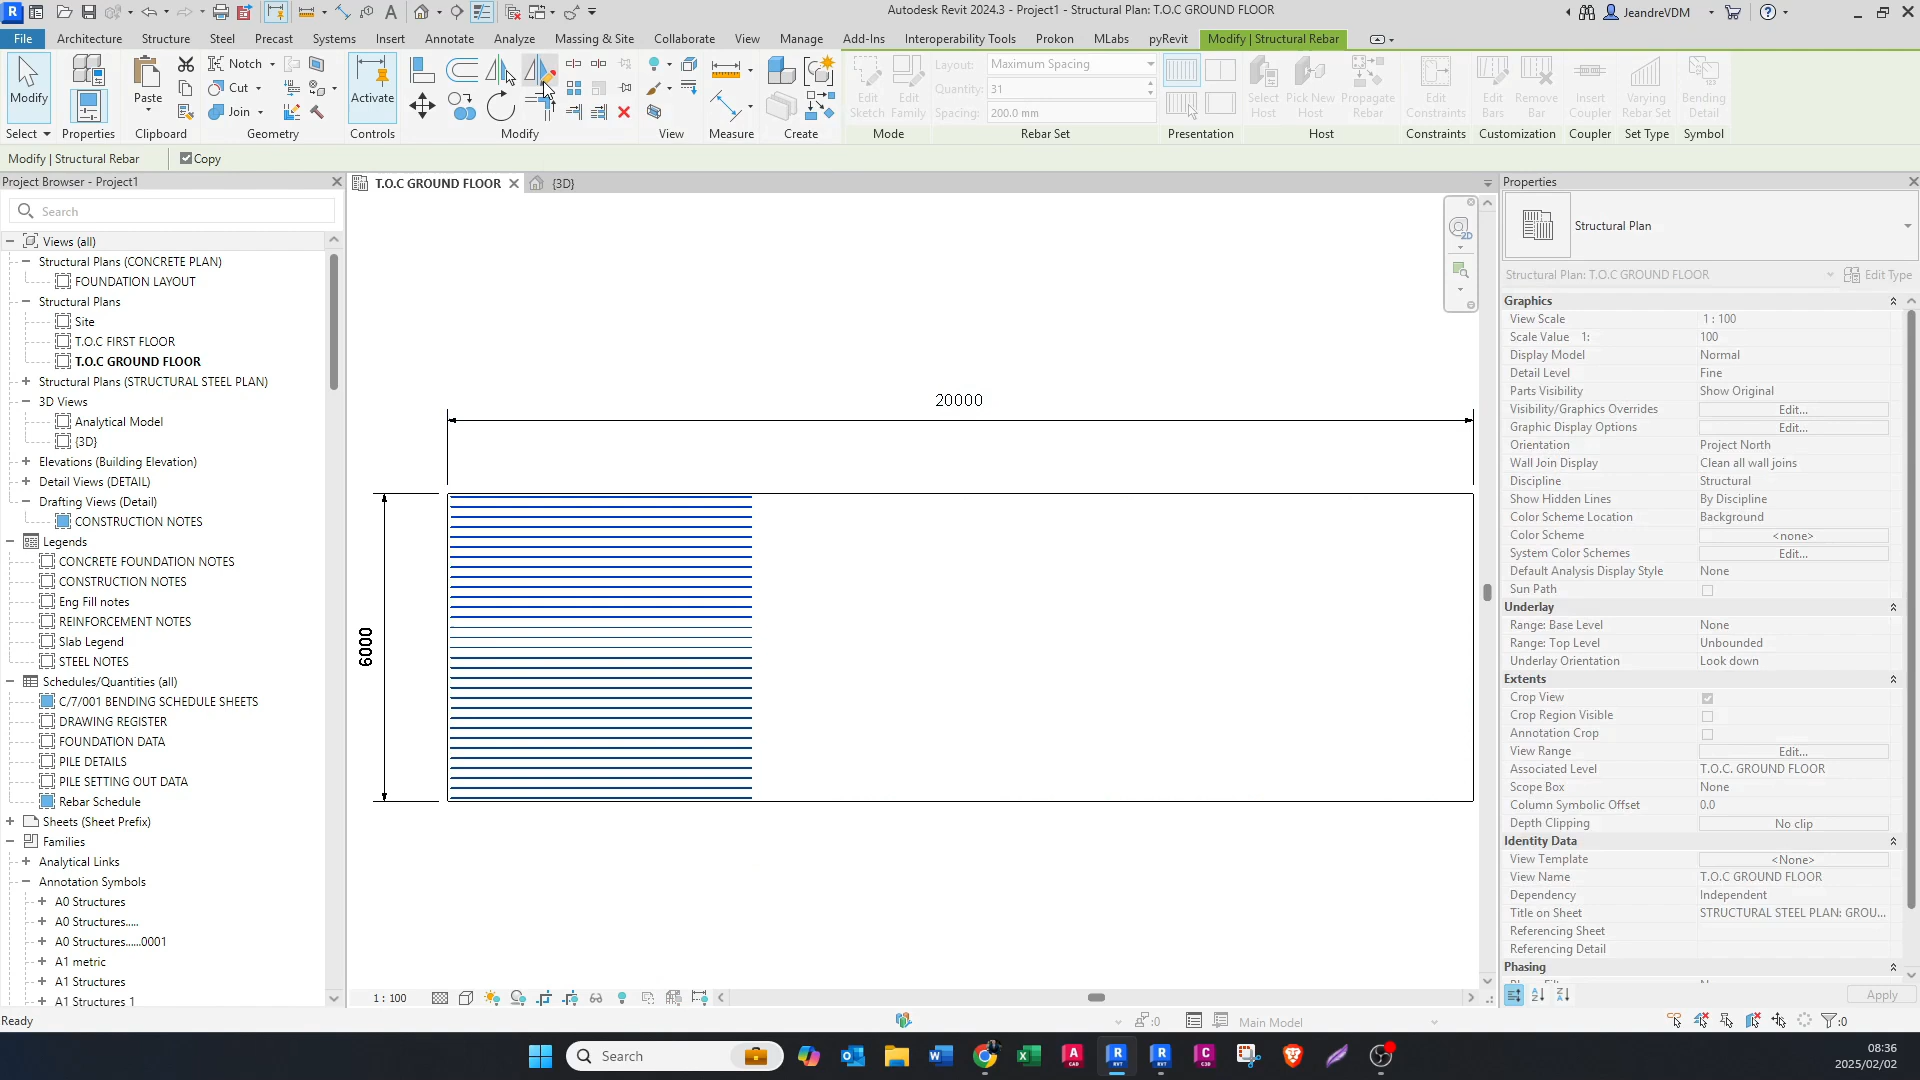 Autodesk Revit 2024.3 - Project1 - Structural Plan: T.O.C GROUND FLOOR
JeandreVDM
File Architecture Structure Steel Precast Systems Insert Annotate Analyze Massing & Site Collaborate View Manage Add-Ins Interoperability Tools Prokon MLabs pyRevit Modify | Structural Rebar
Modify
Properties
Paste
Notch
Cut
Join
Activate
Edit Sketch
Edit Family
Layout: Maximum Spacing
Quantity: 31
Spacing: 200.0 mm
Select Host
Pick New Host
Propagate Rebar
Edit Constraints
Edit Bars
Remove Bar
Insert Coupler
Varying Rebar Set
Bending Detail
Select Properties Clipboard Geometry Controls Modify View Measure Create Mode Rebar Set Presentation Host Constraints Customization Coupler Set Type Symbol
Modify | Structural Rebar Copy
Project Browser - Project1
Search
Views (all)
Structural Plans (CONCRETE PLAN)
FOUNDATION LAYOUT
Structural Plans
Site
T.O.C FIRST FLOOR
T.O.C GROUND FLOOR
Structural Plans (STRUCTURAL STEEL PLAN)
3D Views
Analytical Model
{3D}
Elevations (Building Elevation)
Detail Views (DETAIL)
Drafting Views (Detail)
CONSTRUCTION NOTES
Legends
CONCRETE FOUNDATION NOTES
CONSTRUCTION NOTES
Eng Fill notes
REINFORCEMENT NOTES
Slab Legend
STEEL NOTES
Schedules/Quantities (all)
C/7/001 BENDING SCHEDULE SHEETS
DRAWING REGISTER
FOUNDATION DATA
PILE DETAILS
PILE SETTING OUT DATA
Rebar Schedule
Sheets (Sheet Prefix)
Families
Analytical Links
Annotation Symbols
A0 Structures
A0 Structures.....
A0 Structures......0001
A1 metric
A1 Structures
A1 Structures 1
T.O.C GROUND FLOOR {3D}
2D
20000
6000
1 : 100
Properties
Structural Plan
Structural Plan: T.O.C GROUND FLOOR Edit Type
Graphics
View Scale 1 : 100
Scale Value 1: 100
Display Model Normal
Detail Level Fine
Parts Visibility Show Original
Visibility/Graphics Overrides Edit...
Graphic Display Options Edit...
Orientation Project North
Wall Join Display Clean all wall joins
Discipline Structural
Show Hidden Lines By Discipline
Color Scheme Location Background
Color Scheme <none>
System Color Schemes Edit...
Default Analysis Display Style None
Sun Path
Underlay
Range: Base Level None
Range: Top Level Unbounded
Underlay Orientation Look down
Extents
Crop View
Crop Region Visible
Annotation Crop
View Range Edit...
Associated Level T.O.C. GROUND FLOOR
Scope Box None
Column Symbolic Offset 0.0
Depth Clipping No clip
Identity Data
View Template <None>
View Name T.O.C GROUND FLOOR
Dependency Independent
Title on Sheet STRUCTURAL STEEL PLAN: GROU...
Referencing Sheet
Referencing Detail
Phasing
Apply
Ready :0 Main Model :0
Search
08:36
2025/02/02